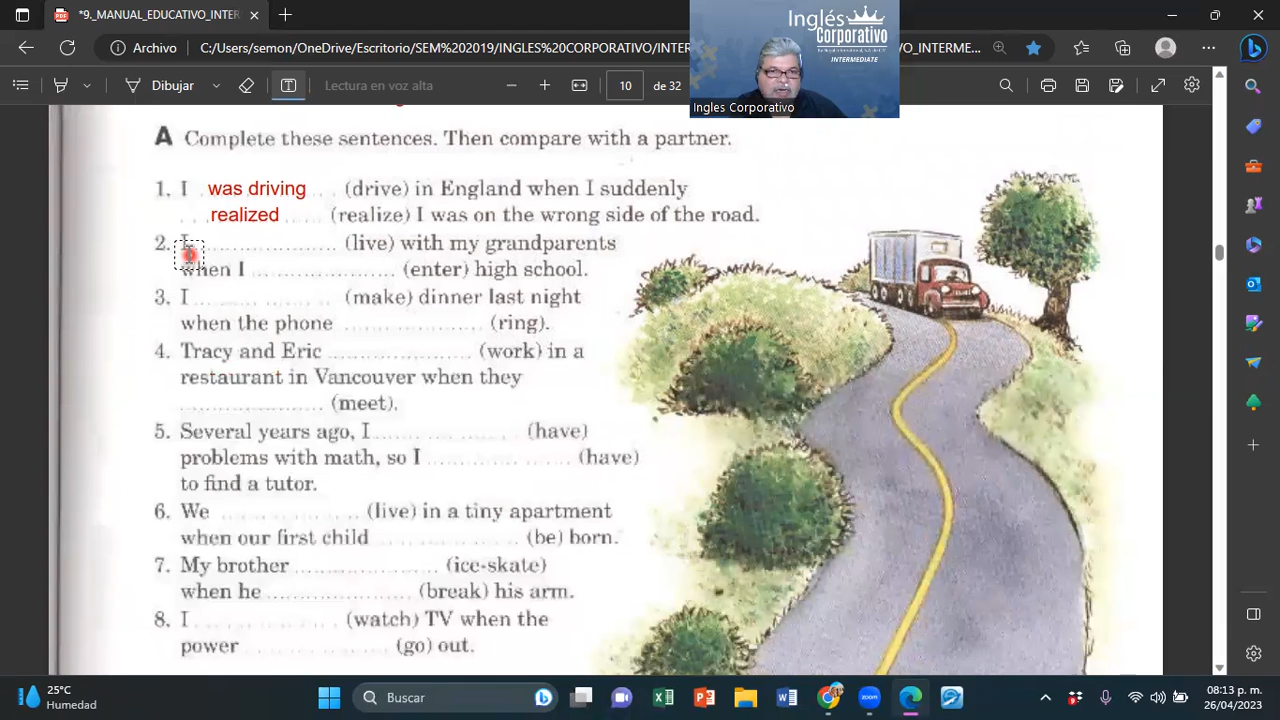 *9_MANUAL_EDUCATIVO_INTERMED
Archivo
C:/Users/semon/OneDrive/Escritorio/SEM%202019/INGLES%20CORPORATIVO/INTER
VO_INTERME...
Inglés
Corporativo
INTERMEDIATE
Ingles Corporativo
Dibujar
Lectura en voz alta
10
de 32
A Complete these sentences. Then compare with a partner.
1. I was driving (drive) in England when I suddenly
realized (realize) I was on the wrong side of the road.
2. I ............ (live) with my grandparents
when I ............ (enter) high school.
3. I ............ (make) dinner last night
when the phone ............ (ring).
4. Tracy and Eric ............ (work) in a
restaurant in Vancouver when they
............ (meet).
5. Several years ago, I ............ (have)
problems with math, so I ............ (have)
to find a tutor.
6. We ............ (live) in a tiny apartment
when our first child ............ (be) born.
7. My brother ............ (ice-skate)
when he ............ (break) his arm.
8. I ............ (watch) TV when the
power ............ (go) out.
25°C
Humedad
Buscar
zoom
08:13 p. m.
26/04/2023